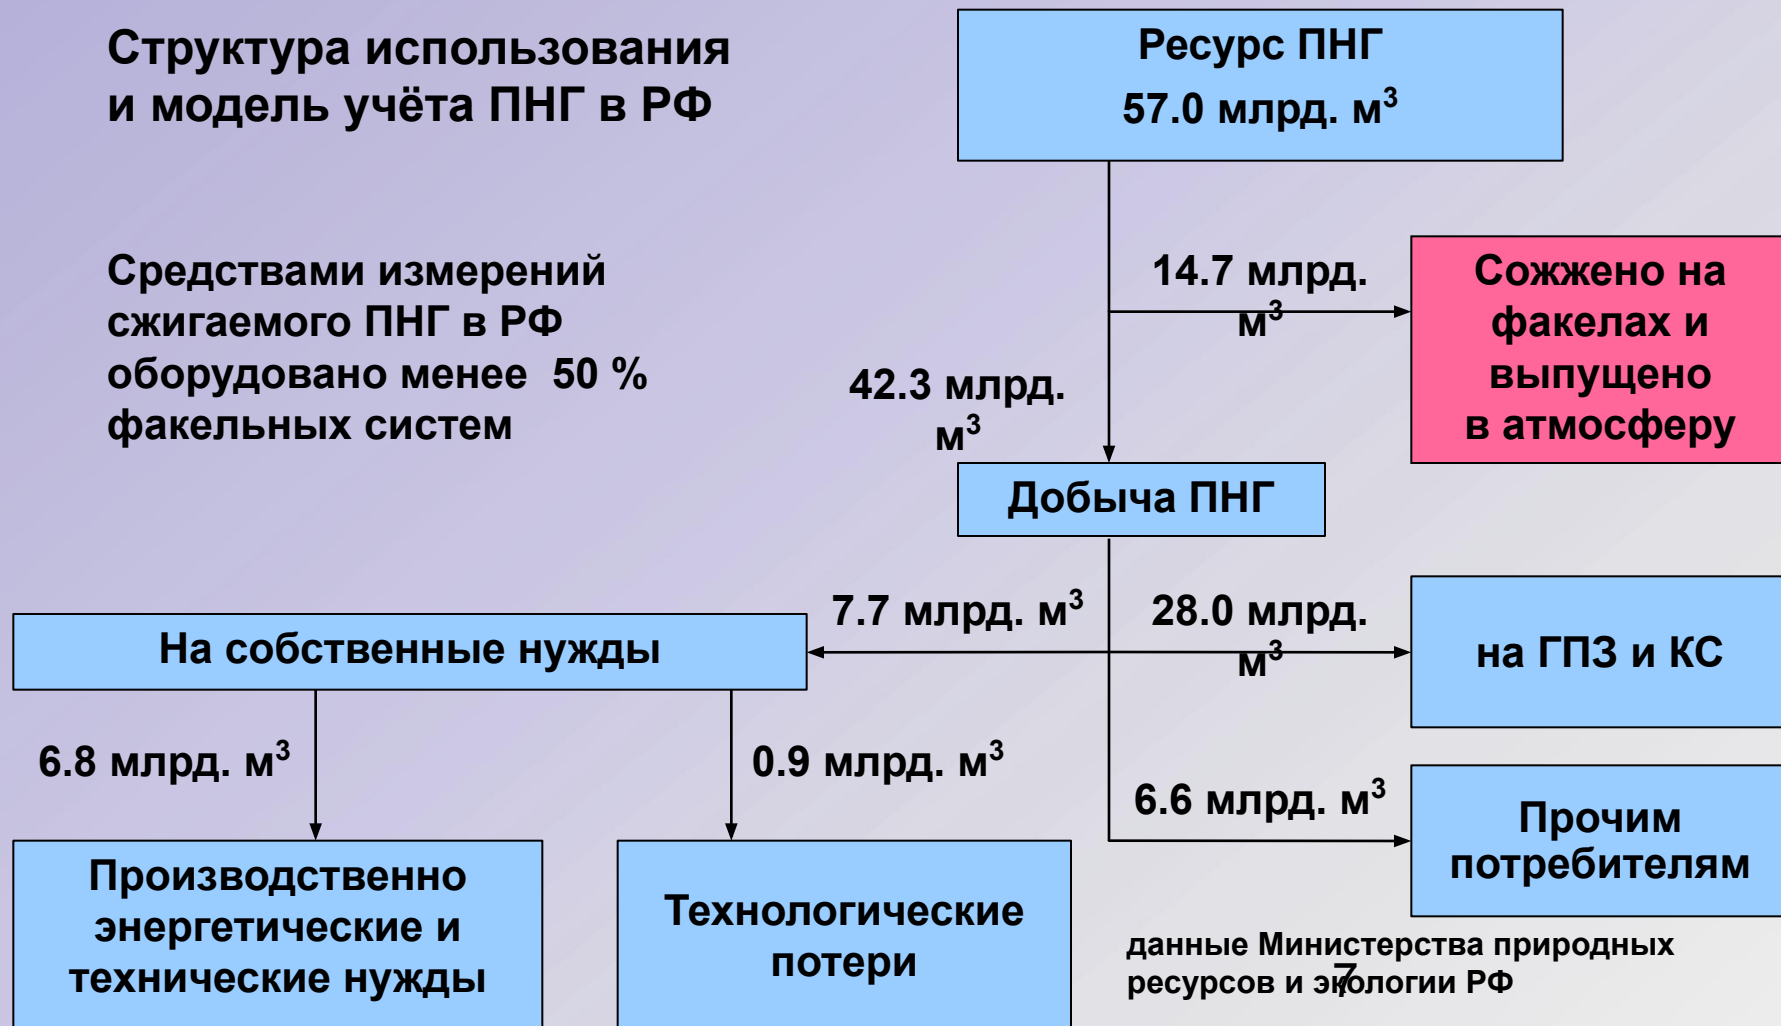 Структура использования
и модель учёта ПНГ в РФ
Ресурс ПНГ
57.0 млрд. м³
Средствами измерений
сжигаемого ПНГ в РФ
оборудовано менее 50 %
факельных систем
14.7 млрд.
м³
Сожжено на
факелах и
выпущено
в атмосферу
42.3 млрд.
м³
Добыча ПНГ
7.7 млрд. м³
28.0 млрд.
м³
На собственные нужды
на ГПЗ и КС
6.8 млрд. м³
0.9 млрд. м³
6.6 млрд. м³
Прочим
потребителям
Производственно
энергетические и
технические нужды
Технологические
потери
данные Министерства природных
ресурсов и экологии РФ
7